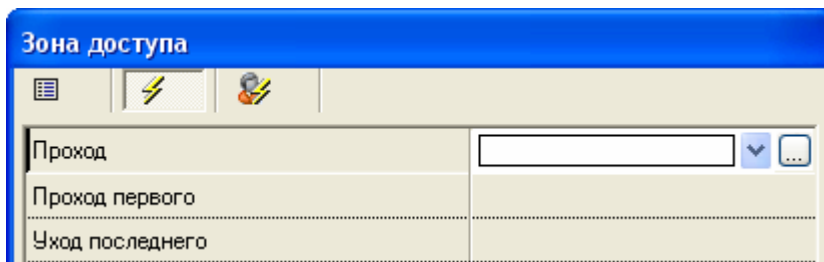 Зона доступа
Проход
...
Проход первого
Уход последнего